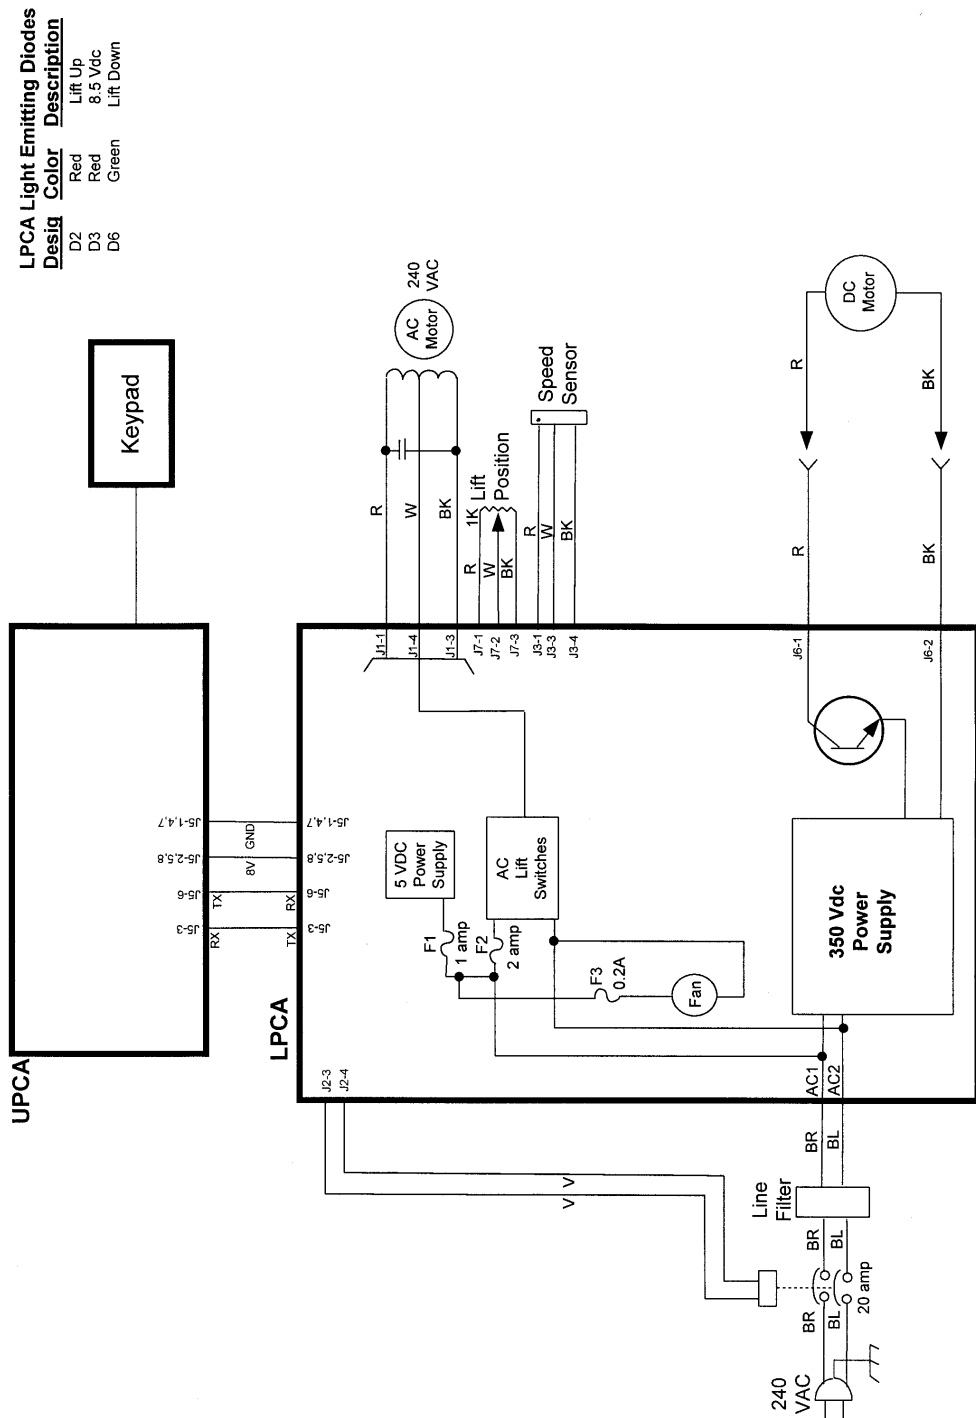 LPCA Light Emitting Diodes
Desig Color Description
D2 Red Lift Up
D3 Red 8.5 Vdc
D6 Green Lift Down
Keypad
UPCA
J5-3
J5-6
J5-2,5,8
J5-1,4,7
RX
TX
8V
GND
TX
RX
J5-3
J5-6
J5-2,5,8
J5-1,4,7
LPCA
J2-3
J2-4
5 VDC
Power
Supply
F1
1 amp
F2
2 amp
AC
Lift
Switches
F3
0.2A
Fan
350 Vdc
Power
Supply
AC1
AC2
J1-1
J1-4
J1-3
J7-1
J7-2
J7-3
J3-1
J3-3
J3-4
J6-1
J6-2
R
W
BK
AC
Motor
240
VAC
R
W
BK
1K
Lift
Position
R
W
BK
Speed
Sensor
R
R
BK
BK
DC
Motor
V
V
BR
BL
Line
Filter
BR
BL
20 amp
BR
BL
240
VAC